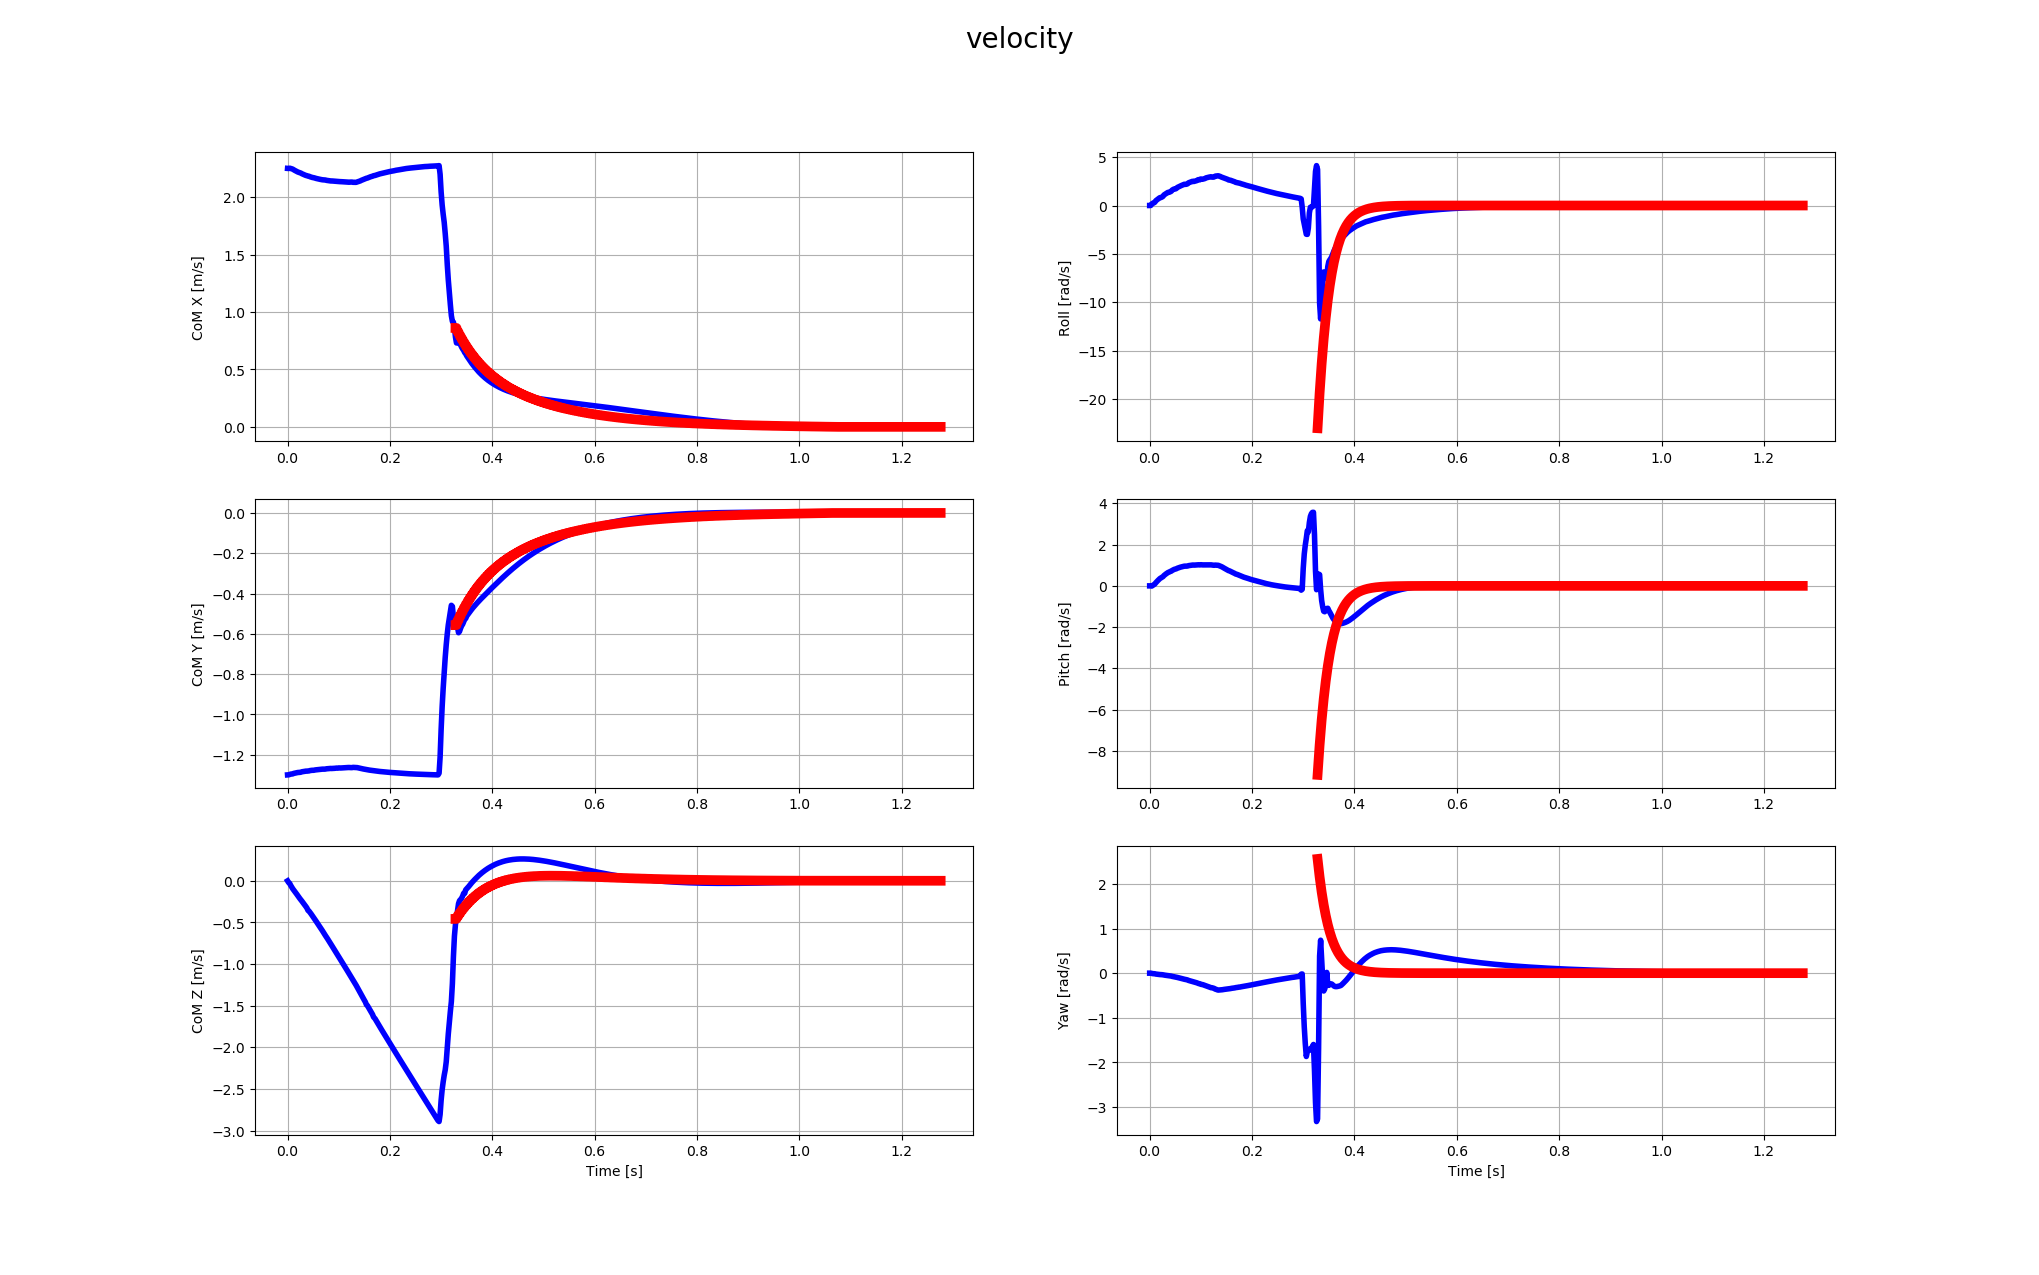 velocity
CoM X [m/s]
2.0
1.5
1.0
0.5
0.0
0.0 0.2 0.4 0.6 0.8 1.0 1.2
Roll [rad/s]
5
0
−5
−10
−15
−20
0.0 0.2 0.4 0.6 0.8 1.0 1.2
CoM Y [m/s]
0.0
−0.2
−0.4
−0.6
−0.8
−1.0
−1.2
0.0 0.2 0.4 0.6 0.8 1.0 1.2
Pitch [rad/s]
4
2
0
−2
−4
−6
−8
0.0 0.2 0.4 0.6 0.8 1.0 1.2
CoM Z [m/s]
0.0
−0.5
−1.0
−1.5
−2.0
−2.5
−3.0
0.0 0.2 0.4 0.6 0.8 1.0 1.2
Time [s]
Yaw [rad/s]
2
1
0
−1
−2
−3
0.0 0.2 0.4 0.6 0.8 1.0 1.2
Time [s]